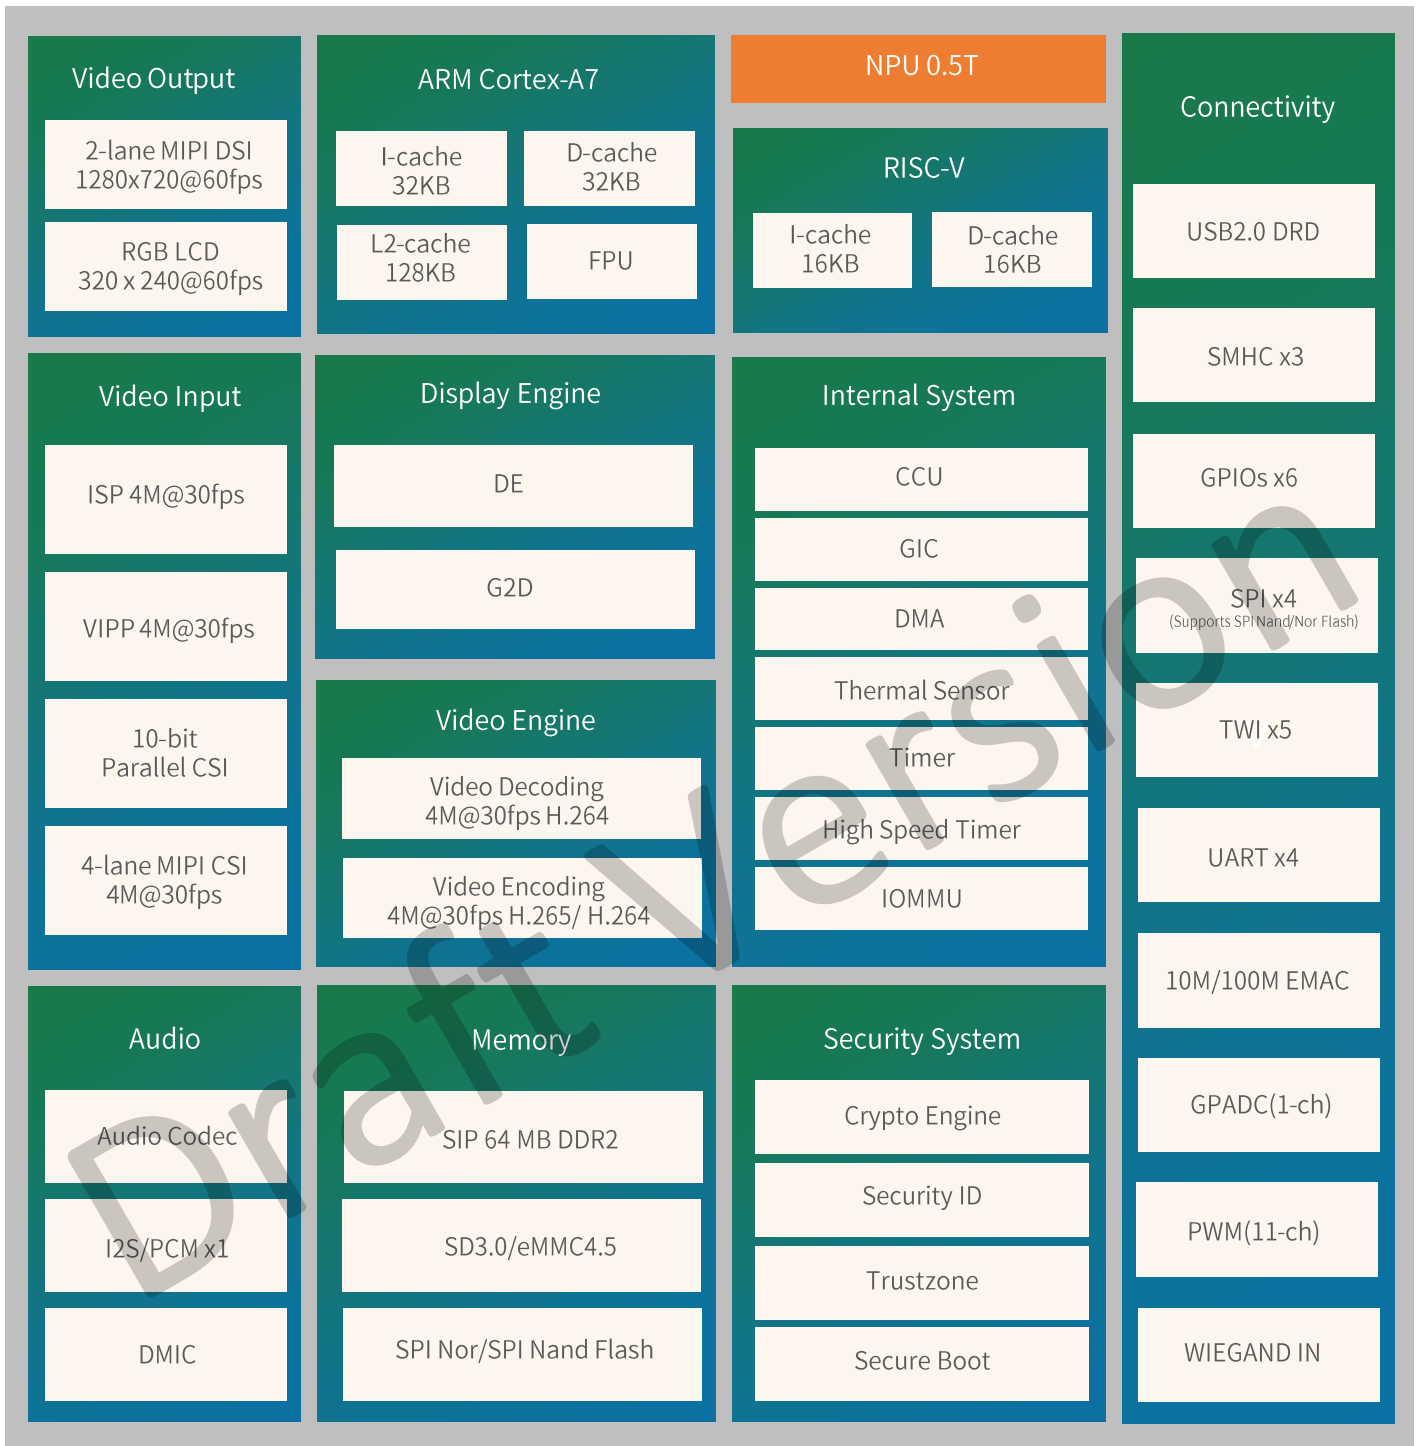 Video Output
2-lane MIPI DSI
1280x720@60fps
RGB LCD
320 x 240@60fps
ARM Cortex-A7
I-cache
32KB
D-cache
32KB
L2-cache
128KB
FPU
NPU 0.5T
RISC-V
I-cache
16KB
D-cache
16KB
Connectivity
USB2.0 DRD
SMHC x3
GPIOs x6
SPI x4
(Supports SPI Nand/Nor Flash)
TWI x5
UART x4
10M/100M EMAC
GPADC(1-ch)
PWM(11-ch)
WIEGAND IN
Video Input
ISP 4M@30fps
VIPP 4M@30fps
10-bit
Parallel CSI
4-lane MIPI CSI
4M@30fps
Display Engine
DE
G2D
Video Engine
Video Decoding
4M@30fps H.264
Video Encoding
4M@30fps H.265/ H.264
Internal System
CCU
GIC
DMA
Thermal Sensor
Timer
High Speed Timer
IOMMU
Audio
Audio Codec
I2S/PCM x1
DMIC
Memory
SIP 64 MB DDR2
SD3.0/eMMC4.5
SPI Nor/SPI Nand Flash
Security System
Crypto Engine
Security ID
Trustzone
Secure Boot
Draft Version